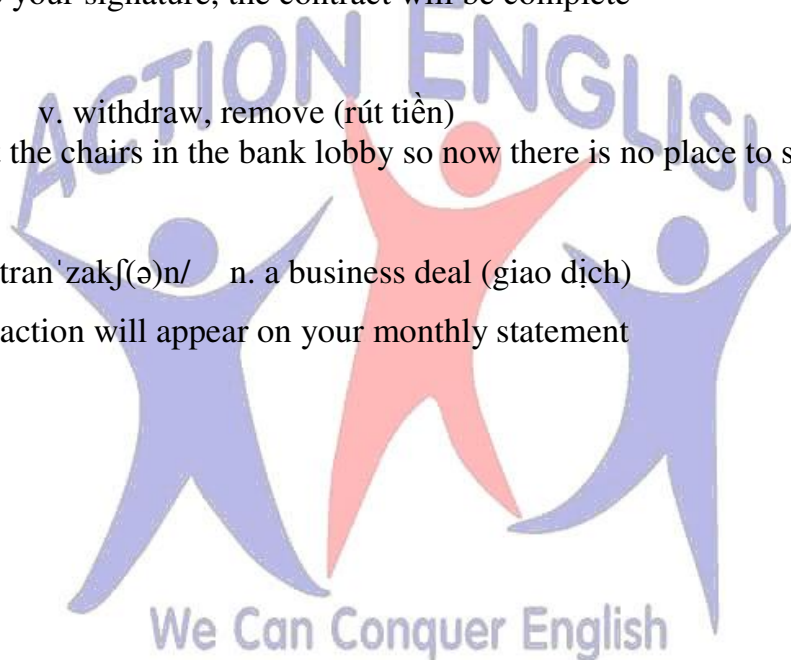 your signature, the contract will be complete
ACTION ENGLISH
v. withdraw, remove (rút tiền)
the chairs in the bank lobby so now there is no place to s
tranˈzakʃ(ə)n/ n. a business deal (giao dịch)
action will appear on your monthly statement
We Can Conquer English